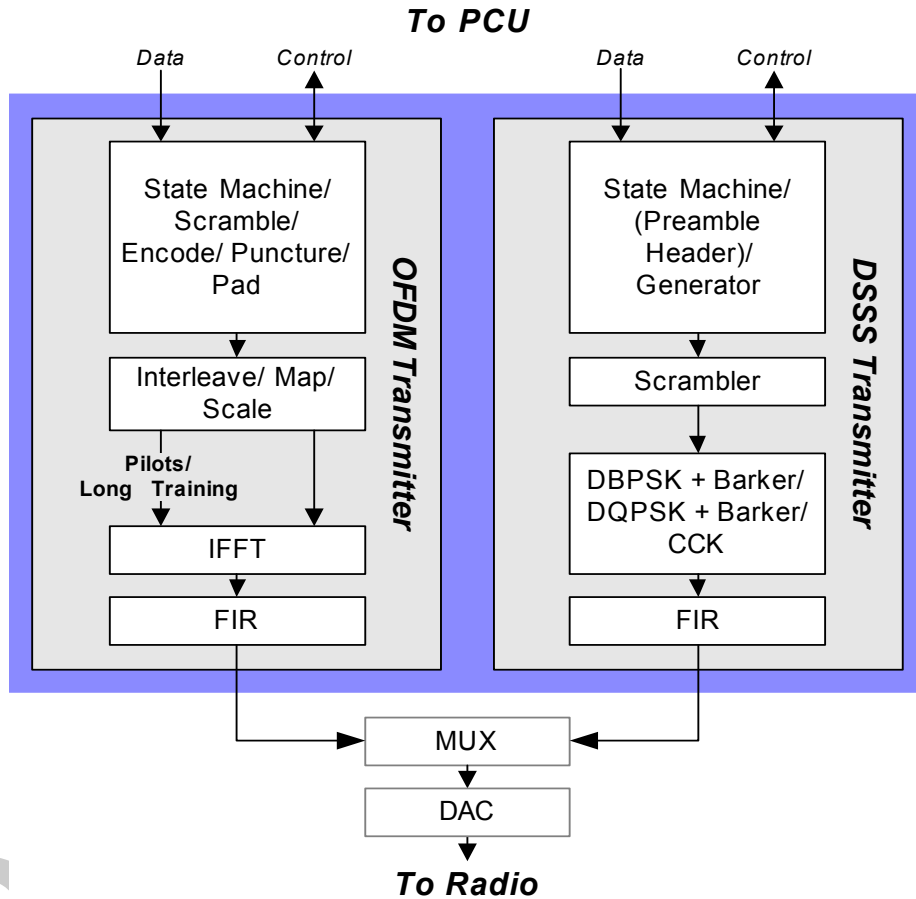 To PCU
Data
Control
Data
Control
State Machine/
Scramble/
Encode/ Puncture/
Pad
Interleave/ Map/
Scale
Pilots/
Long Training
IFFT
FIR
OFDM Transmitter
State Machine/
(Preamble
Header)/
Generator
Scrambler
DBPSK + Barker/
DQPSK + Barker/
CCK
FIR
DSSS Transmitter
MUX
DAC
To Radio